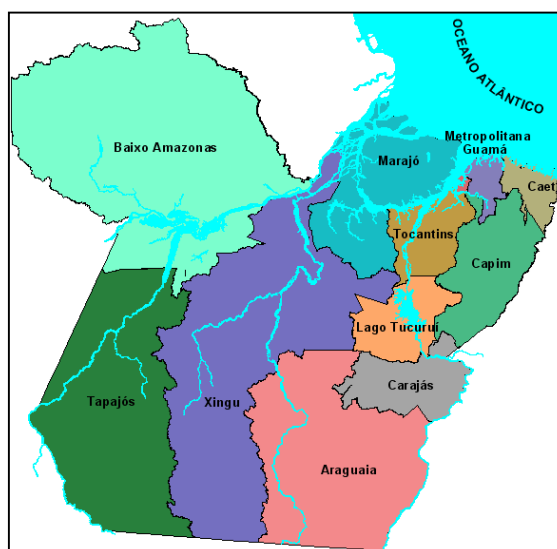 OCEANO ATLÂNTICO
Metropolitana
Guamá
Baixo Amazonas
Marajó
Caet
Tocantins
Capim
Lago Tucuruí
Carajás
Tapajós
Xingu
Araguaia